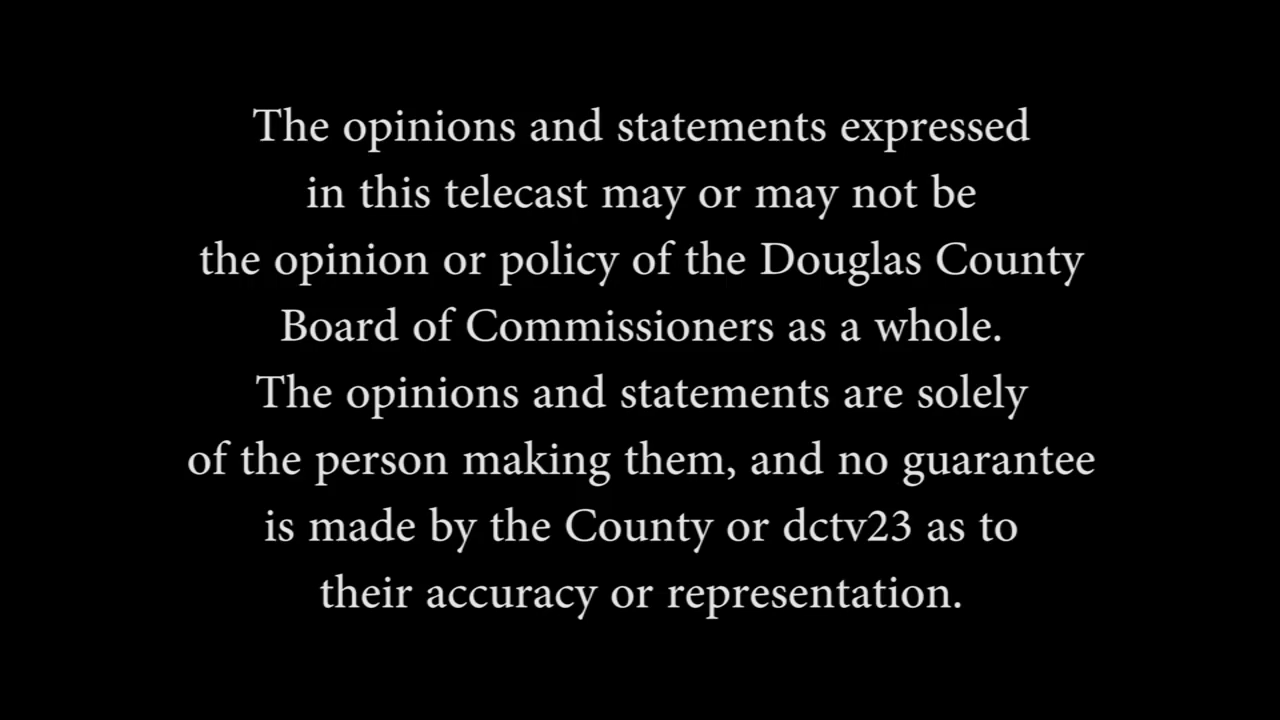 The opinions and statements expressed
in this telecast may or may not be
the opinion or policy of the Douglas County
Board of Commissioners as a whole.
The opinions and statements are solely
of the person making them, and no guarantee
is made by the County or dctv23 as to
their accuracy or representation.